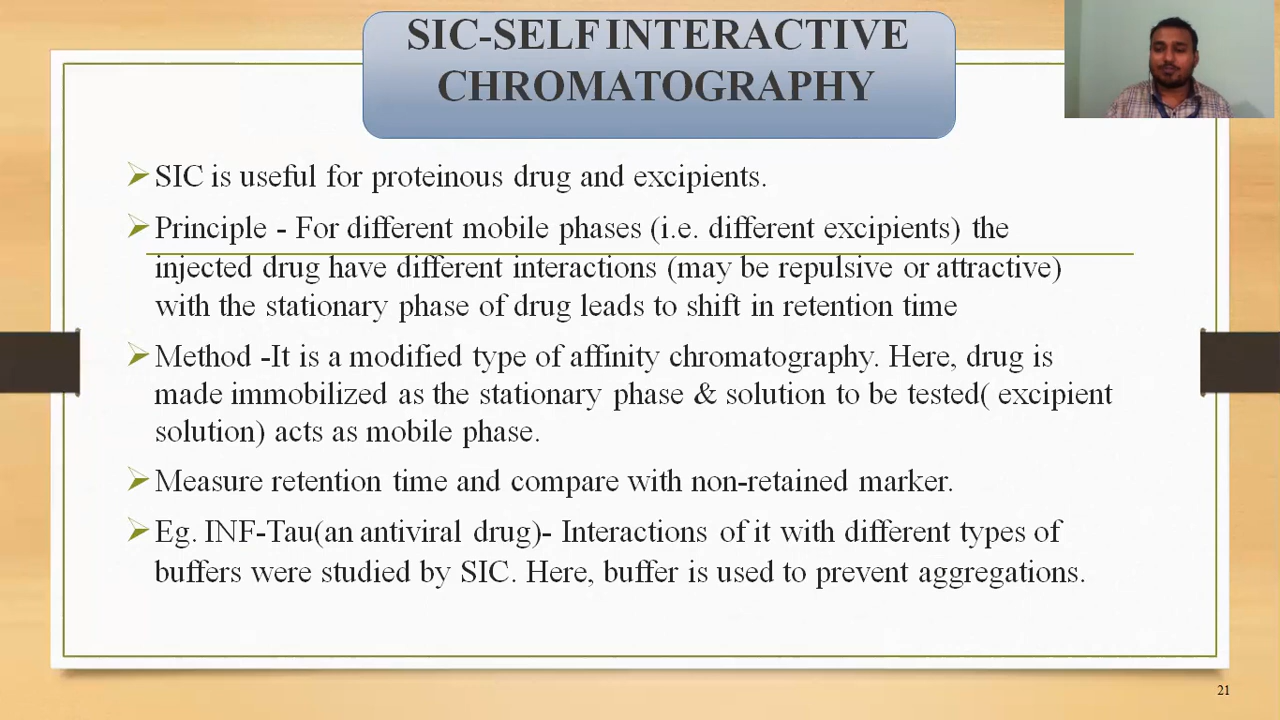 SIC-SELF INTERACTIVE
CHROMATOGRAPHY
SIC is useful for proteinous drug and excipients.
Principle - For different mobile phases (i.e. different excipients) the
injected drug have different interactions (may be repulsive or attractive)
with the stationary phase of drug leads to shift in retention time
Method -It is a modified type of affinity chromatography. Here, drug is
made immobilized as the stationary phase & solution to be tested( excipient
solution) acts as mobile phase.
Measure retention time and compare with non-retained marker.
Eg. INF-Tau(an antiviral drug)- Interactions of it with different types of
buffers were studied by SIC. Here, buffer is used to prevent aggregations.
21